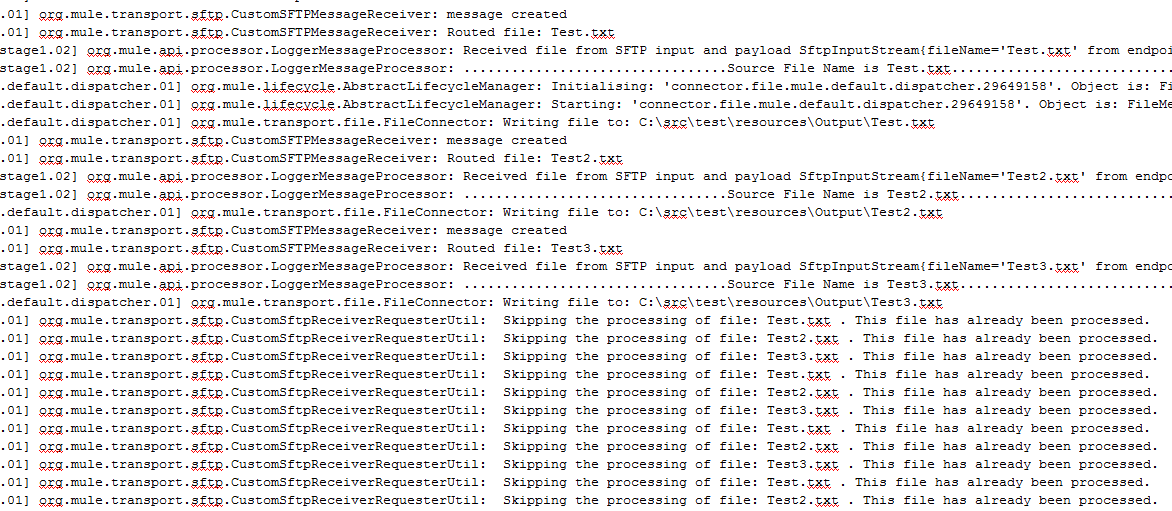 .01] org.mule.transport.sftp.CustomSFTPMessageReceiver: message created
.01] org.mule.transport.sftp.CustomSFTPMessageReceiver: Routed file: Test.txt
stage1.02] org.mule.api.processor.LoggerMessageProcessor: Received file from SFTP input and payload SftpInputStream{fileName='Test.txt' from endpoi
stage1.02] org.mule.api.processor.LoggerMessageProcessor: .................................Source File Name is Test.txt............................
.default.dispatcher.01] org.mule.lifecycle.AbstractLifecycleManager: Initialising: 'connector.file.mule.default.dispatcher.29649158'. Object is: Fi
.default.dispatcher.01] org.mule.lifecycle.AbstractLifecycleManager: Starting: 'connector.file.mule.default.dispatcher.29649158'. Object is: FileMe
.default.dispatcher.01] org.mule.transport.file.FileConnector: Writing file to: C:\src\test\resources\Output\Test.txt
.01] org.mule.transport.sftp.CustomSFTPMessageReceiver: message created
.01] org.mule.transport.sftp.CustomSFTPMessageReceiver: Routed file: Test2.txt
stage1.02] org.mule.api.processor.LoggerMessageProcessor: Received file from SFTP input and payload SftpInputStream{fileName='Test2.txt' from endpo
stage1.02] org.mule.api.processor.LoggerMessageProcessor: .................................Source File Name is Test2.txt...........................
.default.dispatcher.01] org.mule.transport.file.FileConnector: Writing file to: C:\src\test\resources\Output\Test2.txt
.01] org.mule.transport.sftp.CustomSFTPMessageReceiver: message created
.01] org.mule.transport.sftp.CustomSFTPMessageReceiver: Routed file: Test3.txt
stage1.02] org.mule.api.processor.LoggerMessageProcessor: Received file from SFTP input and payload SftpInputStream{fileName='Test3.txt' from endpo
stage1.02] org.mule.api.processor.LoggerMessageProcessor: .................................Source File Name is Test3.txt...........................
.default.dispatcher.01] org.mule.transport.file.FileConnector: Writing file to: C:\src\test\resources\Output\Test3.txt
.01] org.mule.transport.sftp.CustomSftpReceiverRequesterUtil:  Skipping the processing of file: Test.txt . This file has already been processed.
.01] org.mule.transport.sftp.CustomSftpReceiverRequesterUtil:  Skipping the processing of file: Test2.txt . This file has already been processed.
.01] org.mule.transport.sftp.CustomSftpReceiverRequesterUtil:  Skipping the processing of file: Test3.txt . This file has already been processed.
.01] org.mule.transport.sftp.CustomSftpReceiverRequesterUtil:  Skipping the processing of file: Test.txt . This file has already been processed.
.01] org.mule.transport.sftp.CustomSftpReceiverRequesterUtil:  Skipping the processing of file: Test2.txt . This file has already been processed.
.01] org.mule.transport.sftp.CustomSftpReceiverRequesterUtil:  Skipping the processing of file: Test3.txt . This file has already been processed.
.01] org.mule.transport.sftp.CustomSftpReceiverRequesterUtil:  Skipping the processing of file: Test.txt . This file has already been processed.
.01] org.mule.transport.sftp.CustomSftpReceiverRequesterUtil:  Skipping the processing of file: Test2.txt . This file has already been processed.
.01] org.mule.transport.sftp.CustomSftpReceiverRequesterUtil:  Skipping the processing of file: Test3.txt . This file has already been processed.
.01] org.mule.transport.sftp.CustomSftpReceiverRequesterUtil:  Skipping the processing of file: Test.txt . This file has already been processed.
.01] org.mule.transport.sftp.CustomSftpReceiverRequesterUtil:  Skipping the processing of file: Test2.txt . This file has already been processed.